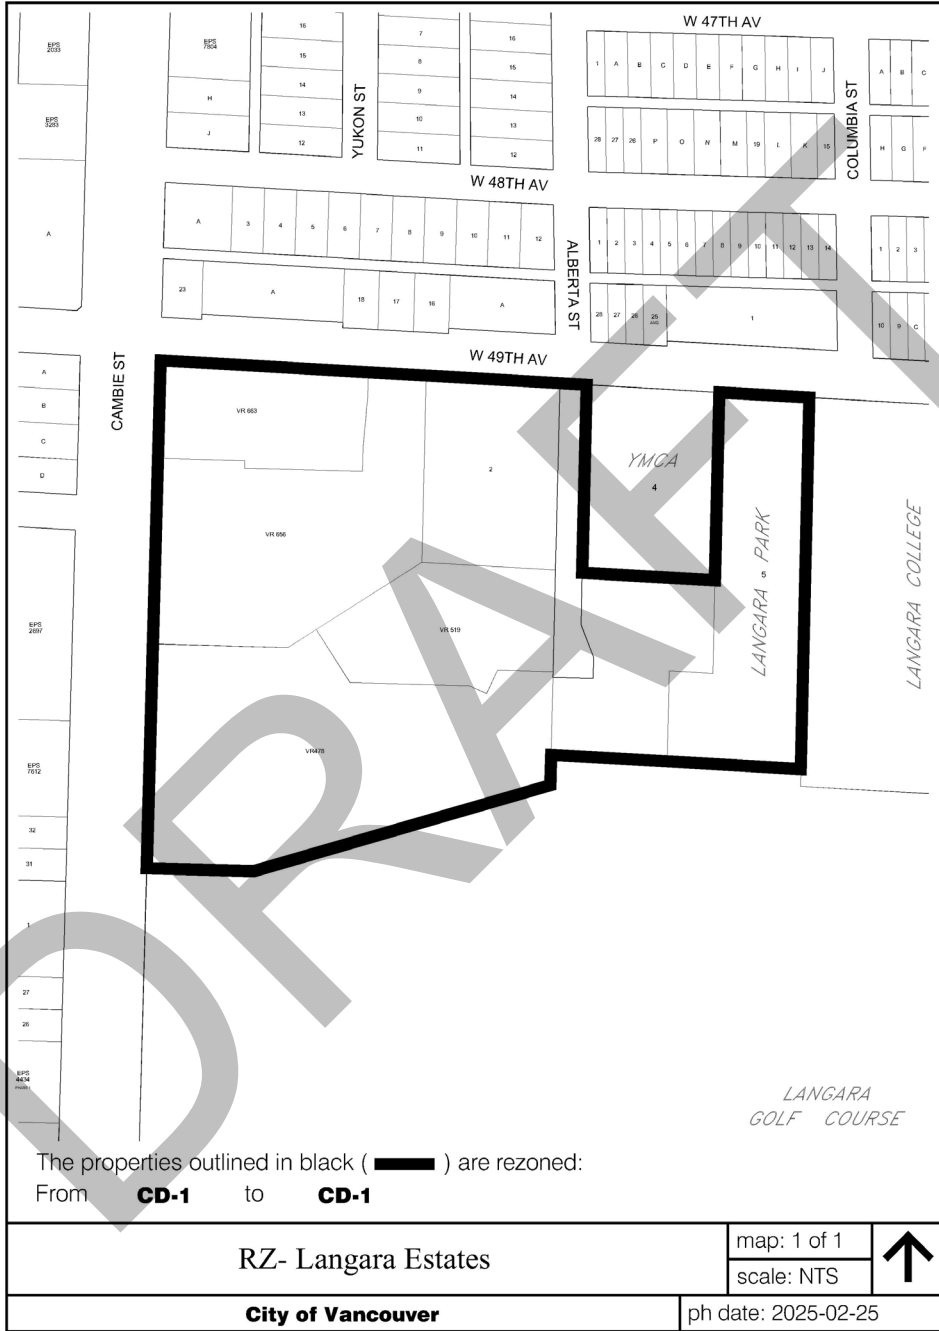 W 47TH AV
EPS
2033
EPS
7804
16
7
16
15
8
15
1 A B C D E F G H I J
A B C
14
9
14
H
EPS
3283
13
10
13
J
12
11
12
YUKON ST
COLUMBIA ST
28 27 26 P O N M 19 L K 15
H G F
W 48TH AV
A
A 3 4 5 6 7 8 9 10 11 12
1 2 3 4 5 6 7 8 9 10 11 12 13 14
1 2 3
ALBERTA ST
23 A 18 17 16 A
28 27 26 25
AMD
1
10 9 C
W 49TH AV
CAMBIE ST
A
B
C
D
VR 663
2
YMCA
4
VR 656
LANGARA PARK
5
LANGARA COLLEGE
EPS
2697
VR 519
VR478
EPS
7612
32
31
1
27
26
EPS
4434
PHASE 1
LANGARA
GOLF COURSE
DRAFT
The properties outlined in black ( ) are rezoned:
From CD-1 to CD-1
RZ- Langara Estates
map: 1 of 1
scale: NTS
City of Vancouver
ph date: 2025-02-25